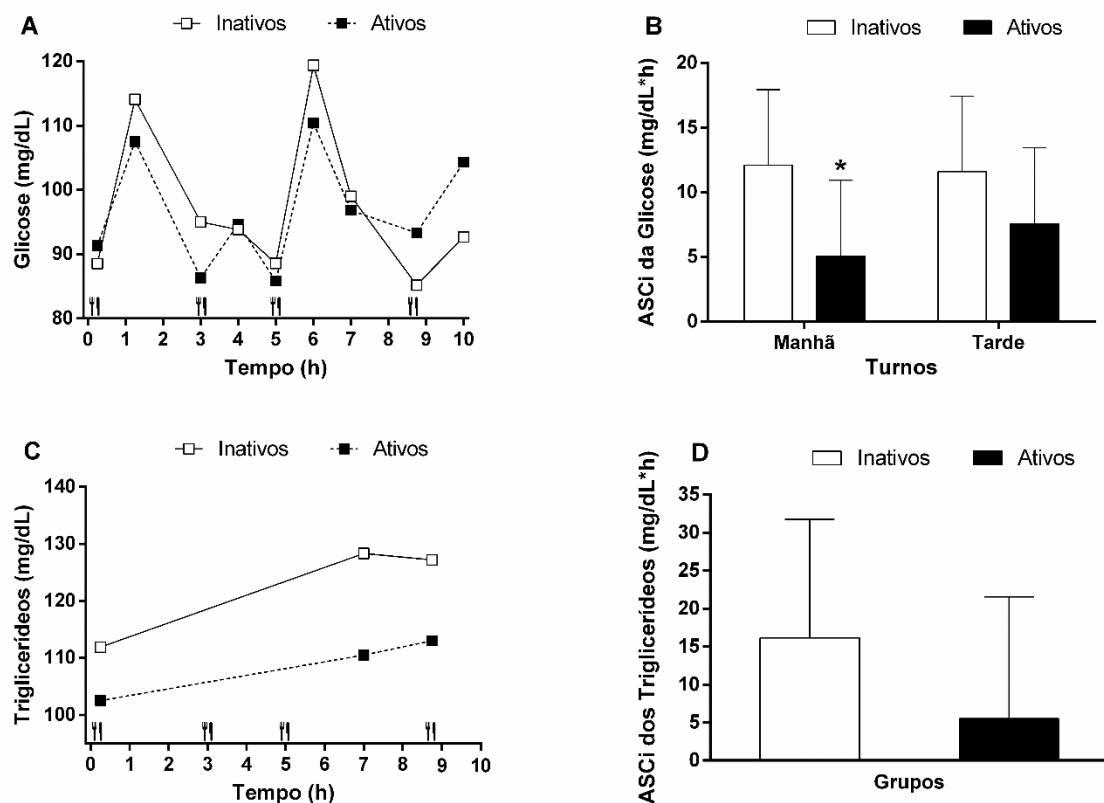 A
Inativos Ativos
Glicose (mg/dL)
120
110
100
90
80
0 1 2 3 4 5 6 7 8 9 10
Tempo (h)
B
Inativos Ativos
ASCi da Glicose (mg/dL*h)
20
15
10
5
0
*
Manhã Tarde
Turnos
C
Inativos Ativos
Triglicerídeos (mg/dL)
140
130
120
110
100
0 1 2 3 4 5 6 7 8 9 10
Tempo (h)
D
Inativos Ativos
ASCi dos Triglicerídeos (mg/dL*h)
35
30
25
20
15
10
5
0
Grupos